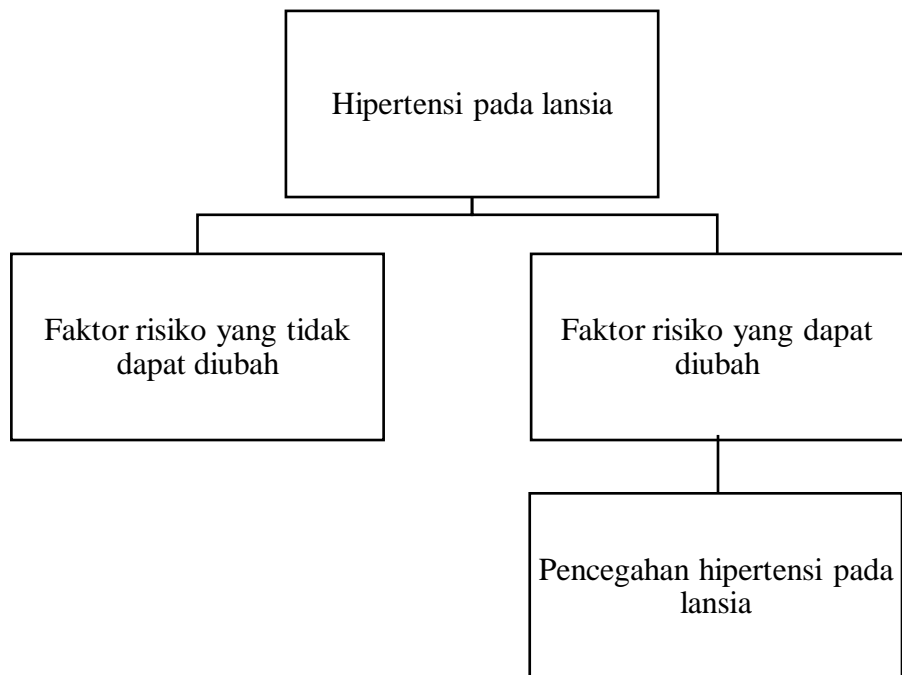 Hipertensi pada lansia
Faktor risiko yang tidak
dapat diubah
Faktor risiko yang dapat
diubah
Pencegahan hipertensi pada
lansia